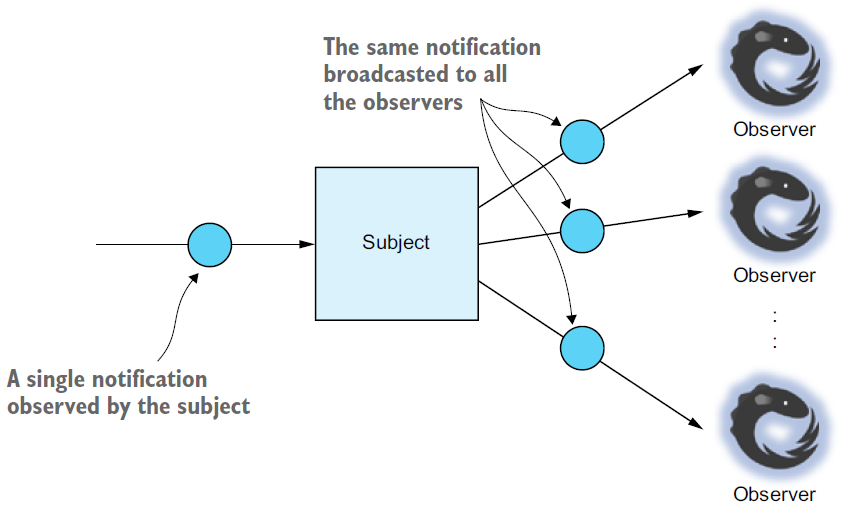 The same notification
broadcasted to all
the observers
Observer
Subject
Observer
:
A single notification
observed by the subject
Observer